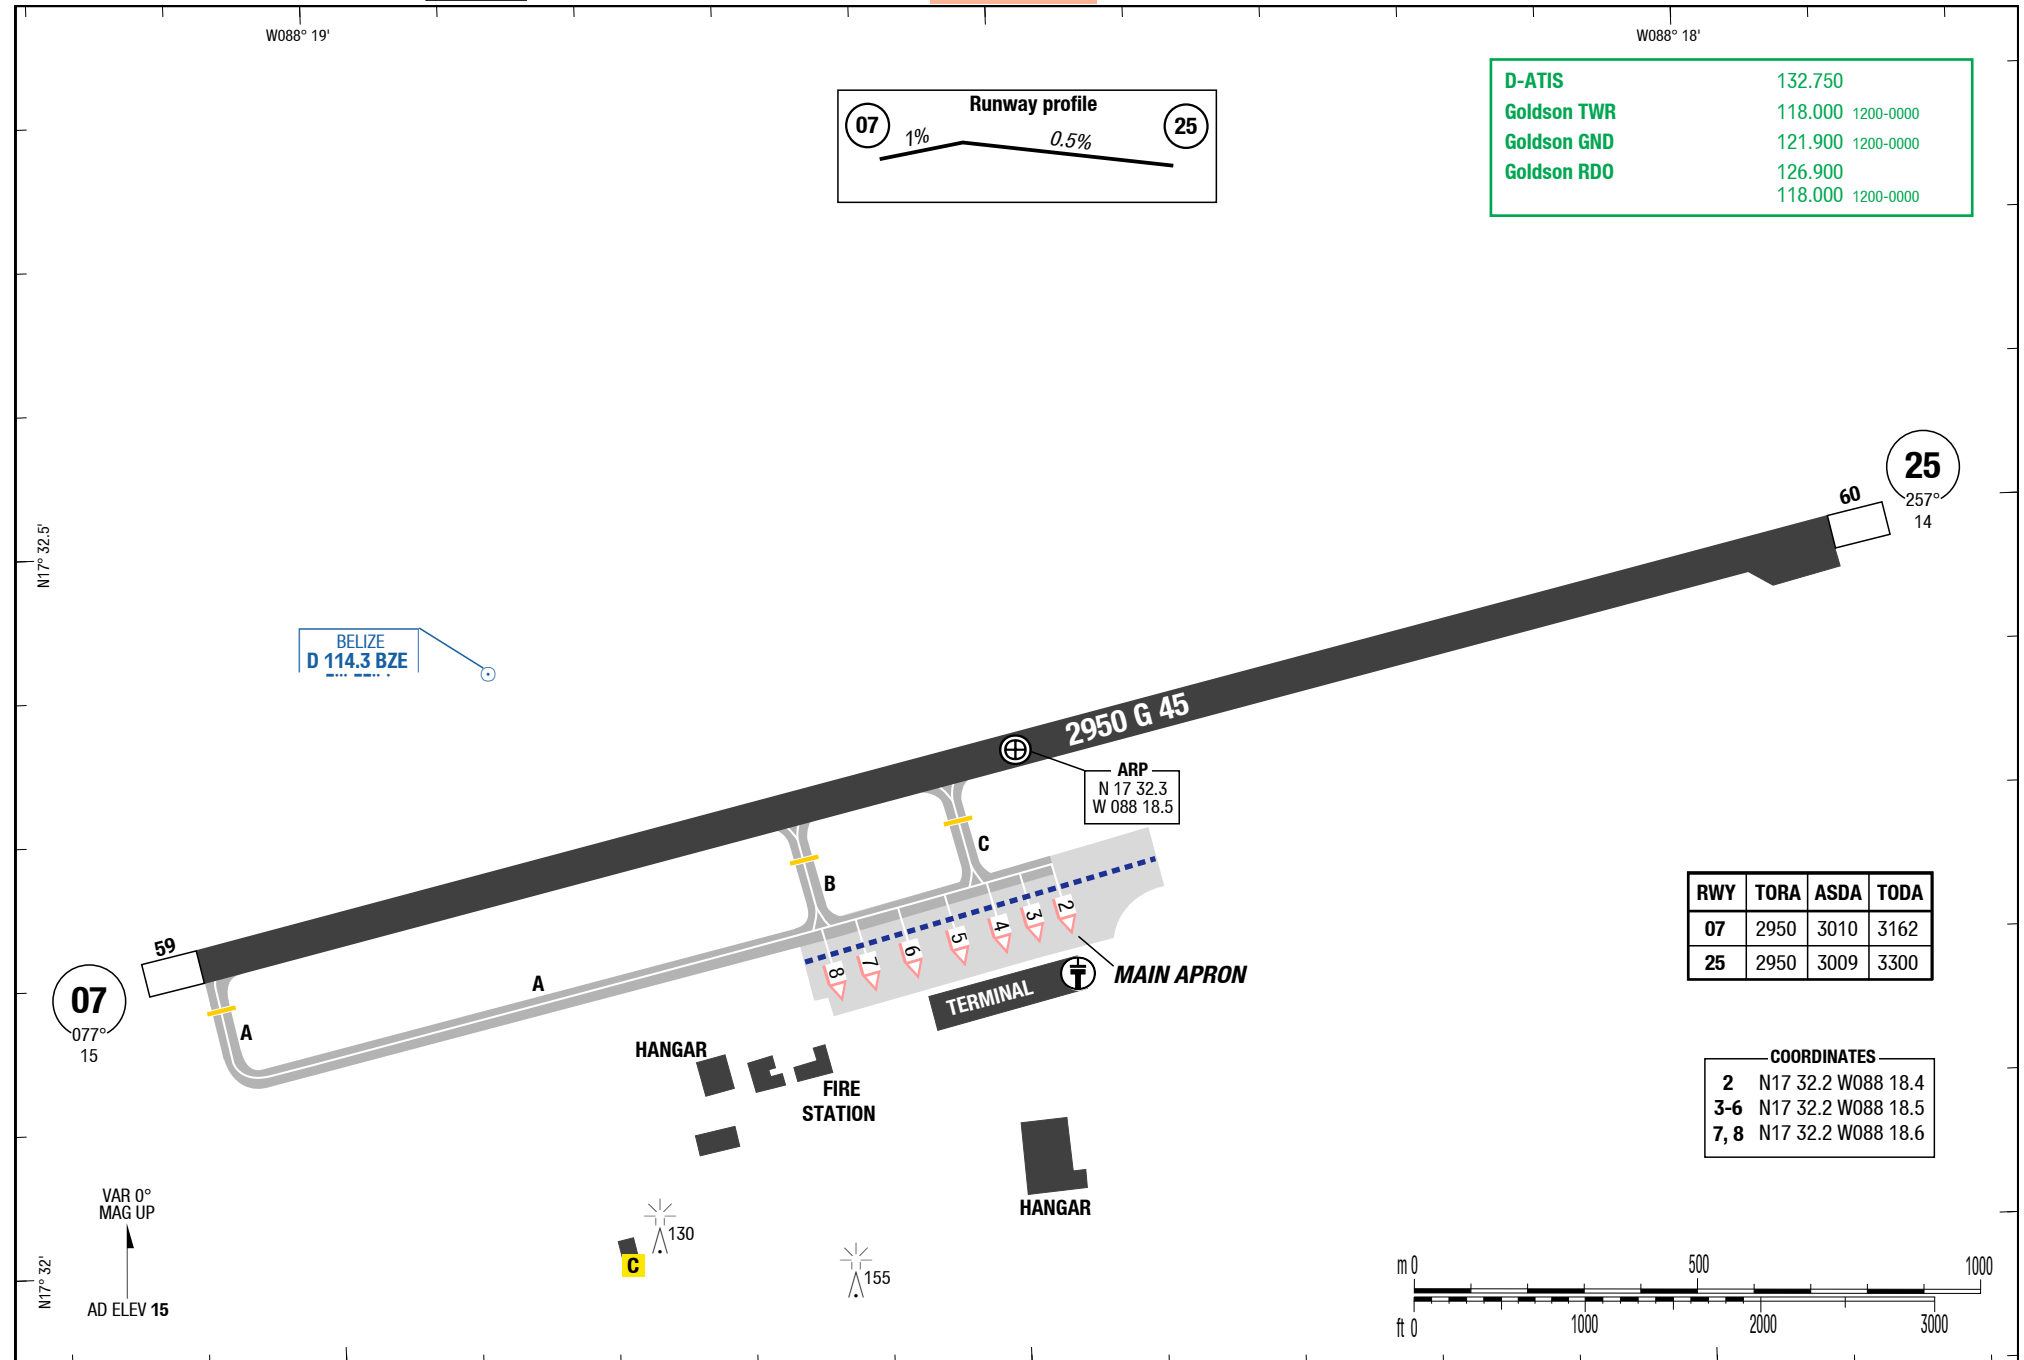 W088° 19'
W088° 18'
Runway profile
07
1%
0.5%
25
D-ATIS 132.750
Goldson TWR 118.000 1200-0000
Goldson GND 121.900 1200-0000
Goldson RDO 126.900
118.000 1200-0000
25
257°
14
60
N17° 32.5'
BELIZE
D 114.3 BZE
2950 G 45
ARP
N 17 32.3
W 088 18.5
C
B
A
A
59
07
077°
15
2
3
4
5
6
7
8
MAIN APRON
TERMINAL
RWY TORA ASDA TODA
07 2950 3010 3162
25 2950 3009 3300
HANGAR
FIRE
STATION
HANGAR
COORDINATES
2 N17 32.2 W088 18.4
3-6 N17 32.2 W088 18.5
7, 8 N17 32.2 W088 18.6
VAR 0°
MAG UP
AD ELEV 15
N17° 32'
130
C
155
m 0 500 1000
ft 0 1000 2000 3000